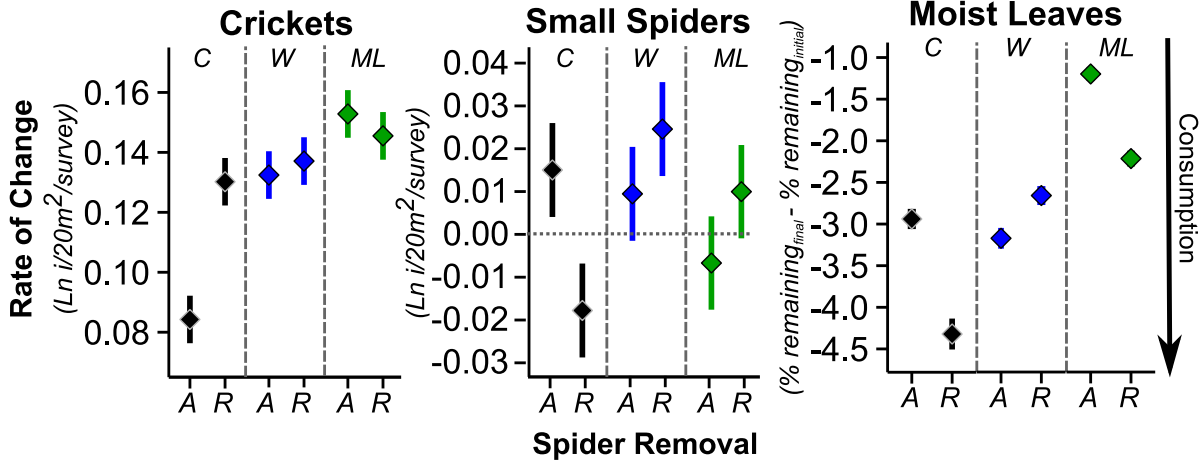 Crickets
Small Spiders
Moist Leaves
Rate of Change
(Ln i/20m²/survey)
C W ML
0.16
0.14
0.12
0.10
0.08
A R A R A R
(Ln i/20m²/survey)
C W ML
0.04
0.03
0.02
0.01
0.00
-0.01
-0.02
-0.03
A R A R A R
(% remaining_final - % remaining_initial)
C W ML
-1.0
-1.5
-2.0
-2.5
-3.0
-3.5
-4.0
-4.5
A R A R A R
Consumption
Spider Removal